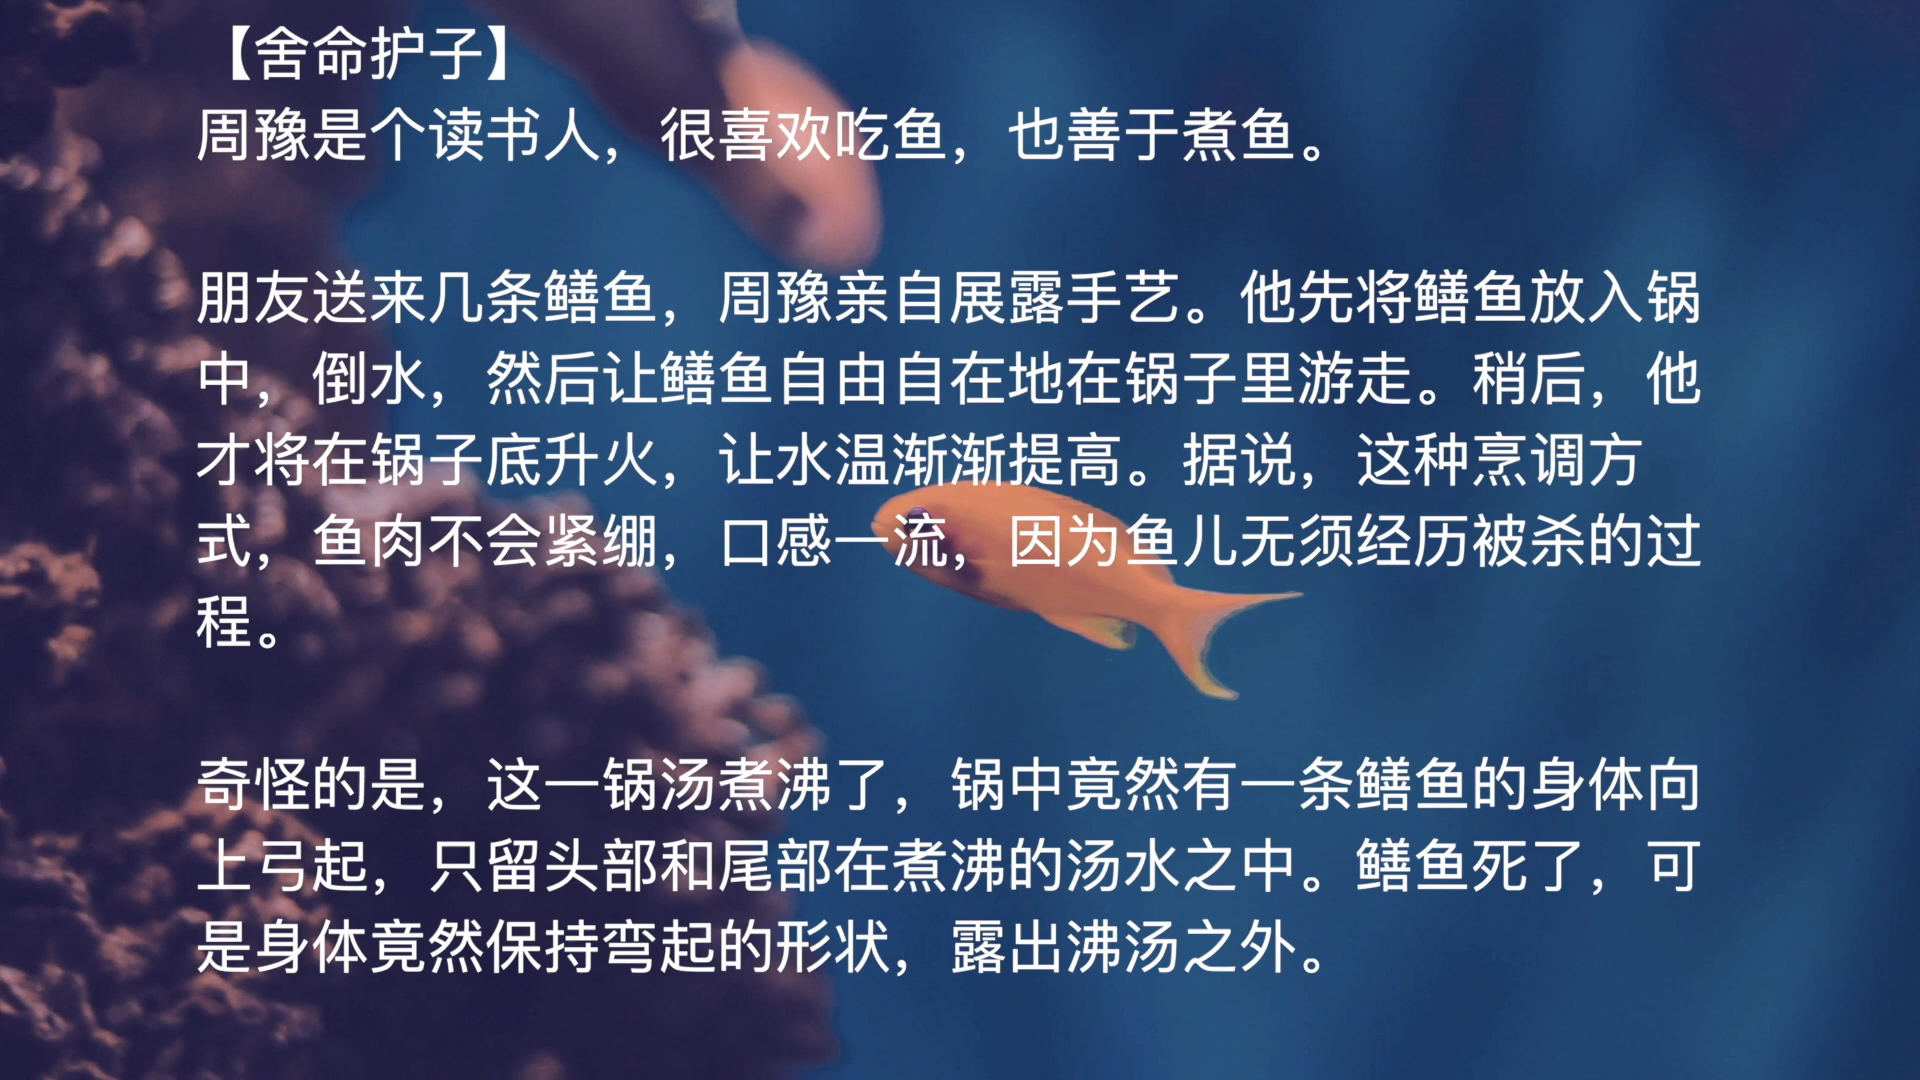 【舍命护子】
周豫是个读书人，很喜欢吃鱼，也善于煮鱼。
朋友送来几条鳝鱼，周豫亲自展露手艺。他先将鳝鱼放入锅
中，倒水，然后让鳝鱼自由自在地在锅子里游走。稍后，他
才将在锅子底升火，让水温渐渐提高。据说，这种烹调方
式，鱼肉不会紧绷，口感一流，因为鱼儿无须经历被杀的过
程。
奇怪的是，这一锅汤煮沸了，锅中竟然有一条鳝鱼的身体向
上弓起，只留头部和尾部在煮沸的汤水之中。鳝鱼死了，可
是身体竟然保持弯起的形状，露出沸汤之外。